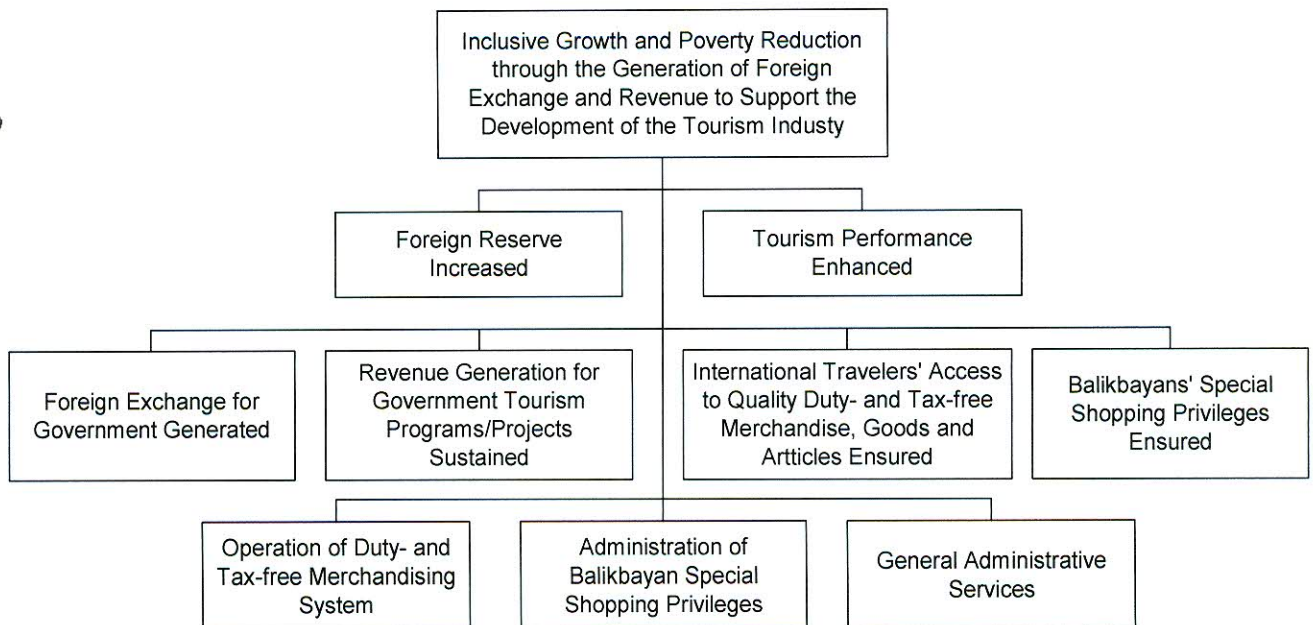 Inclusive Growth and Poverty Reduction
through the Generation of Foreign
Exchange and Revenue to Support the
Development of the Tourism Industy
Foreign Reserve
Increased
Tourism Performance
Enhanced
Foreign Exchange for
Government Generated
Revenue Generation for
Government Tourism
Programs/Projects
Sustained
International Travelers' Access
to Quality Duty- and Tax-free
Merchandise, Goods and
Artticles Ensured
Balikbayans' Special
Shopping Privileges
Ensured
Operation of Duty- and
Tax-free Merchandising
System
Administration of
Balikbayan Special
Shopping Privileges
General Administrative
Services